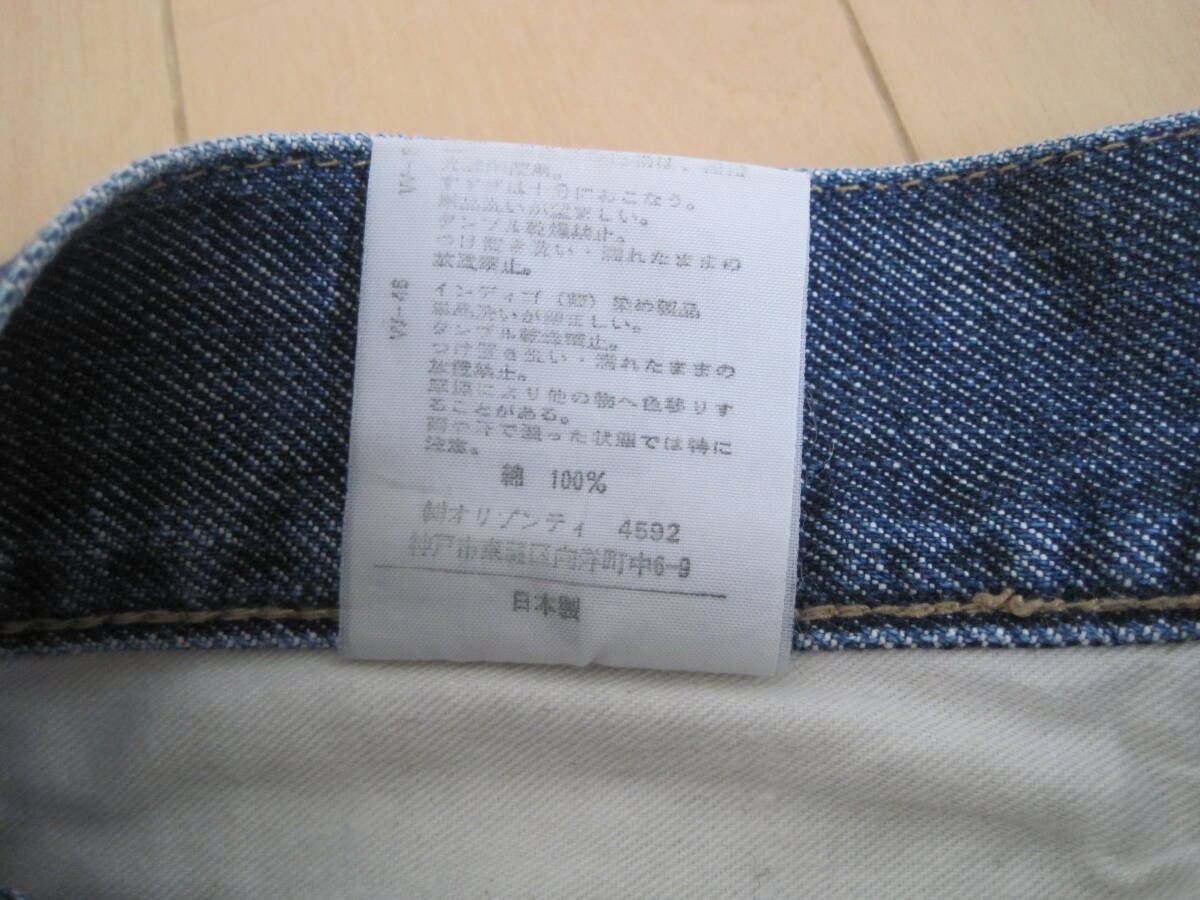 すすぎは十分におこなう。
単品洗いが望ましい。
タンブル乾燥禁止。
つけ置き洗い・濡れたままの
放置禁止。
W-48 インディゴ(藍)染め製品
単品洗いが望ましい。
タンブル乾燥禁止。
つけ置き洗い・濡れたままの
放置禁止。
摩擦により他の物へ色移りす
ることがある。
雨や汗で湿った状態では特に
注意。
綿 100%
㈱オリゾンティ 4592
神戸市東灘区向洋町中6-9
日本製